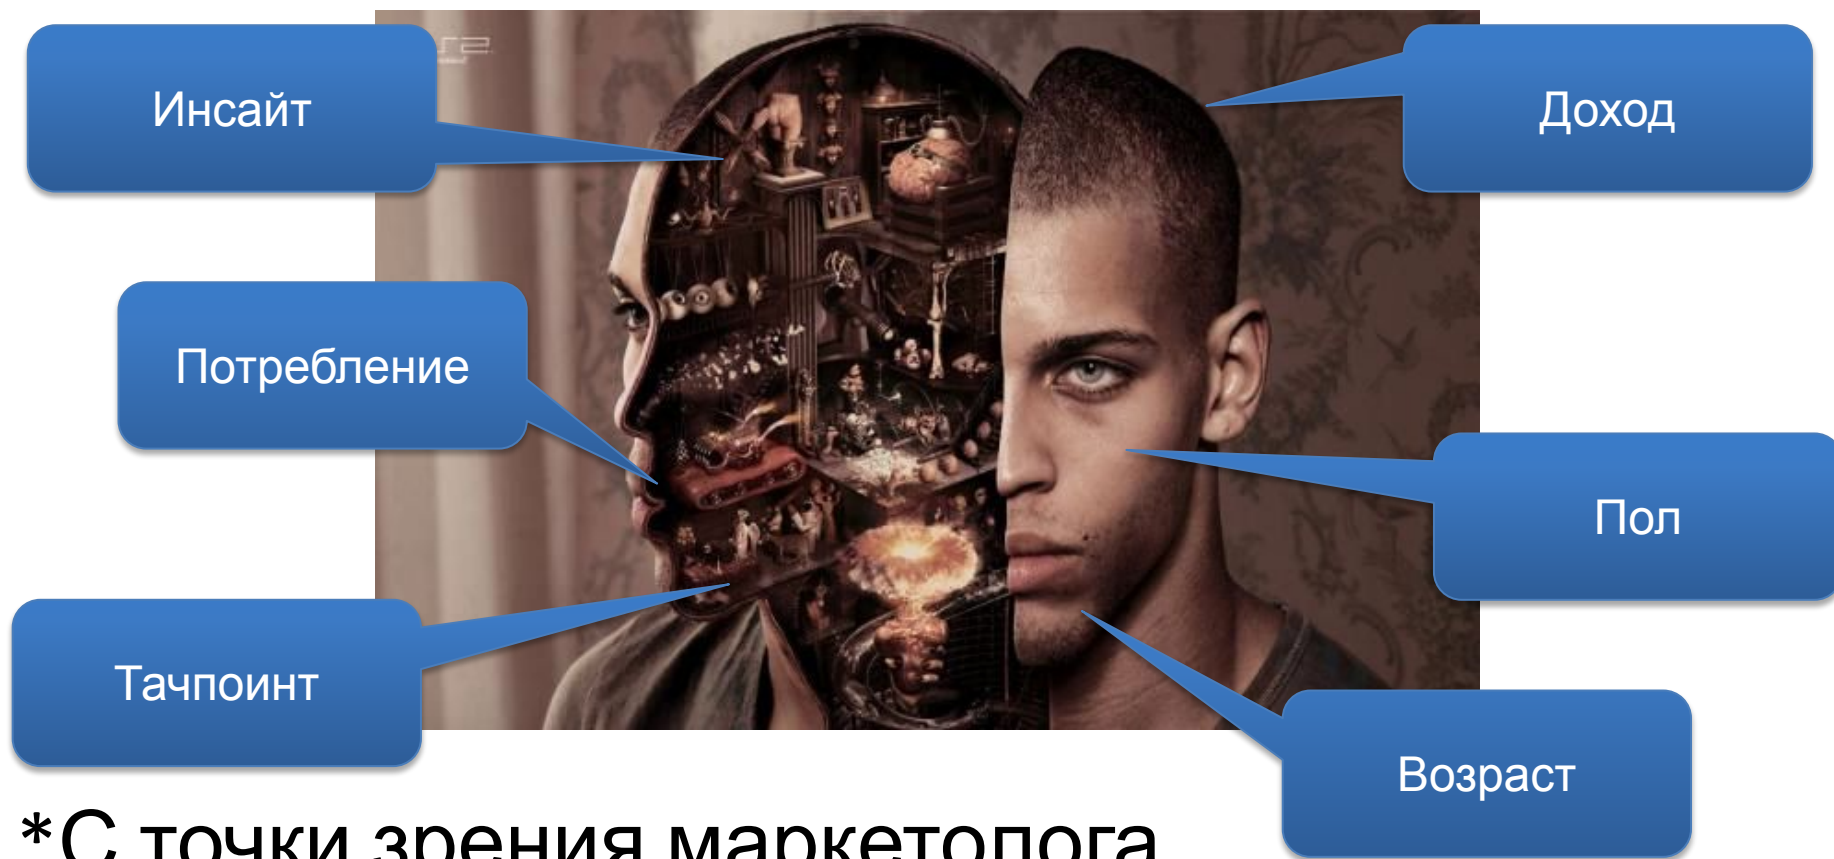 Инсайт
Доход
Потребление
Пол
Тачпоинт
Возраст
*С точки зрения маркетолога